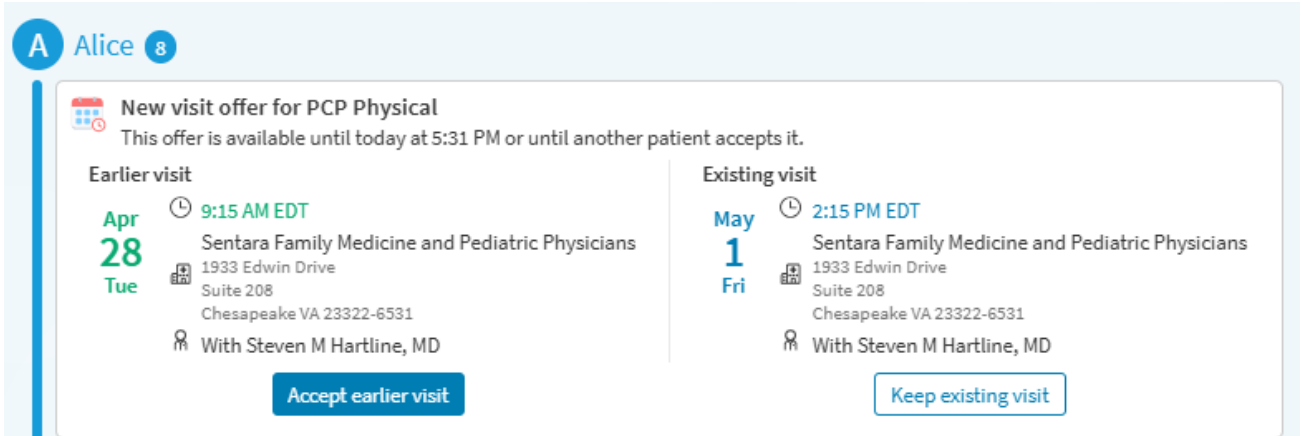 A Alice 8
New visit offer for PCP Physical
This offer is available until today at 5:31 PM or until another patient accepts it.
Earlier visit
Apr
28
Tue
9:15 AM EDT
Sentara Family Medicine and Pediatric Physicians
1933 Edwin Drive
Suite 208
Chesapeake VA 23322-6531
With Steven M Hartline, MD
Accept earlier visit
Existing visit
May
1
Fri
2:15 PM EDT
Sentara Family Medicine and Pediatric Physicians
1933 Edwin Drive
Suite 208
Chesapeake VA 23322-6531
With Steven M Hartline, MD
Keep existing visit